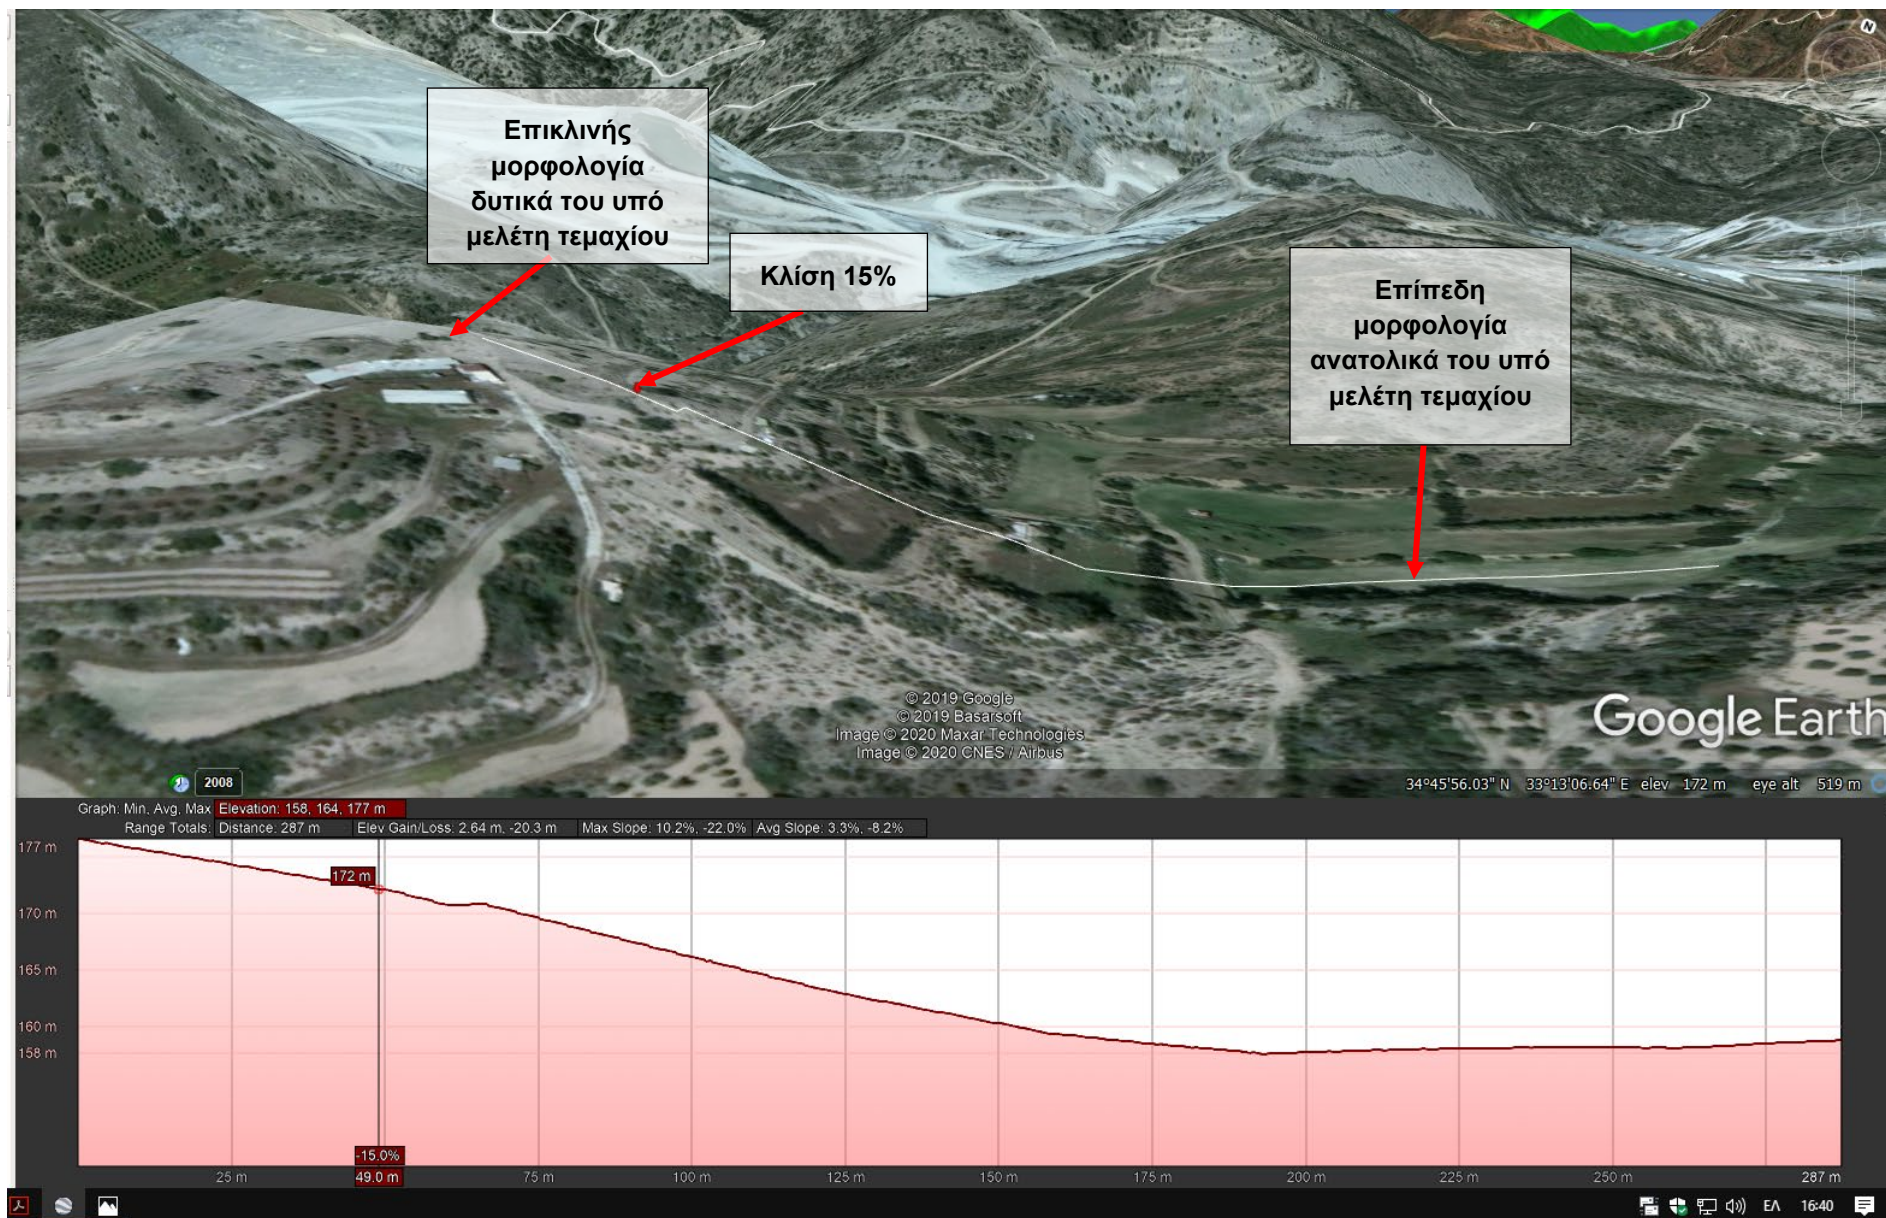 N
Επικλινής
μορφολογία
δυτικά του υπό
μελέτη τεμαχίου
Κλίση 15%
Επίπεδη
μορφολογία
ανατολικά του υπό
μελέτη τεμαχίου
© 2019 Google
© 2019 Basarsoft
Image © 2020 Maxar Technologies
Image © 2020 CNES / Airbus
Google Earth
2008
34°45'56.03" N 33°13'06.64" E elev 172 m eye alt 519 m
Graph: Min, Avg, Max Elevation: 158, 164, 177 m
Range Totals: Distance: 287 m Elev Gain/Loss: 2.64 m, -20.3 m Max Slope: 10.2%, -22.0% Avg Slope: 3.3%, -8.2%
177 m
172 m
170 m
165 m
160 m
158 m
-15.0%
25 m 49.0 m 75 m 100 m 125 m 150 m 175 m 200 m 225 m 250 m 287 m
ΕΛ 16:40